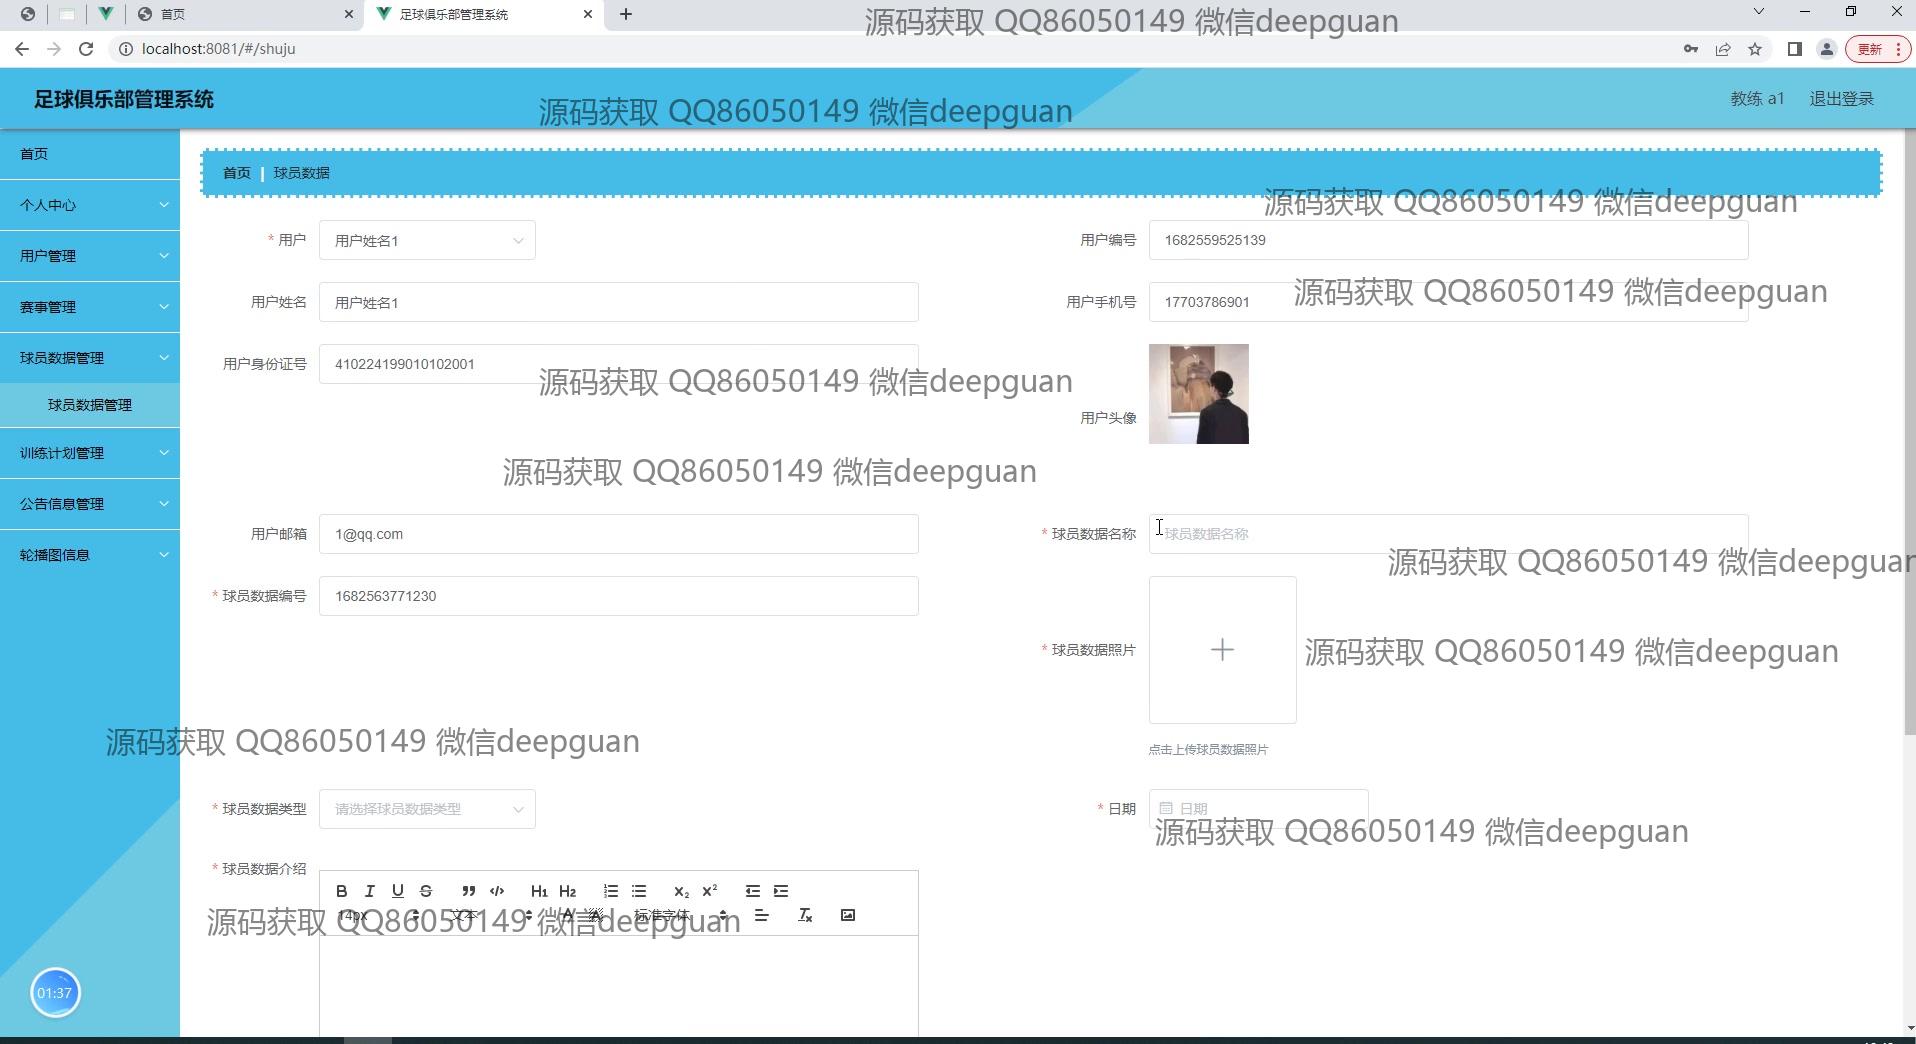 首页
足球俱乐部管理系统
源码获取 QQ86050149 微信deepguan
localhost:8081/#/shuju
更新
足球俱乐部管理系统
源码获取 QQ86050149 微信deepguan
教练 a1
退出登录
首页
个人中心
用户管理
赛事管理
球员数据管理
球员数据管理
训练计划管理
公告信息管理
轮播图信息
首页
球员数据
源码获取 QQ86050149 微信deepguan
* 用户
用户姓名1
用户编号
1682559525139
用户姓名
用户姓名1
用户手机号
17703786901
源码获取 QQ86050149 微信deepguan
用户身份证号
410224199010102001
源码获取 QQ86050149 微信deepguan
用户头像
源码获取 QQ86050149 微信deepguan
用户邮箱
1@qq.com
* 球员数据名称
球员数据名称
源码获取 QQ86050149 微信deepguan
* 球员数据编号
1682563771230
* 球员数据照片
源码获取 QQ86050149 微信deepguan
源码获取 QQ86050149 微信deepguan
点击上传球员数据照片
* 球员数据类型
请选择球员数据类型
* 日期
日期
源码获取 QQ86050149 微信deepguan
* 球员数据介绍
B I U S H1 H2 x₂ x²
14px 文本 A 标准字体
源码获取 QQ86050149 微信deepguan
01:37